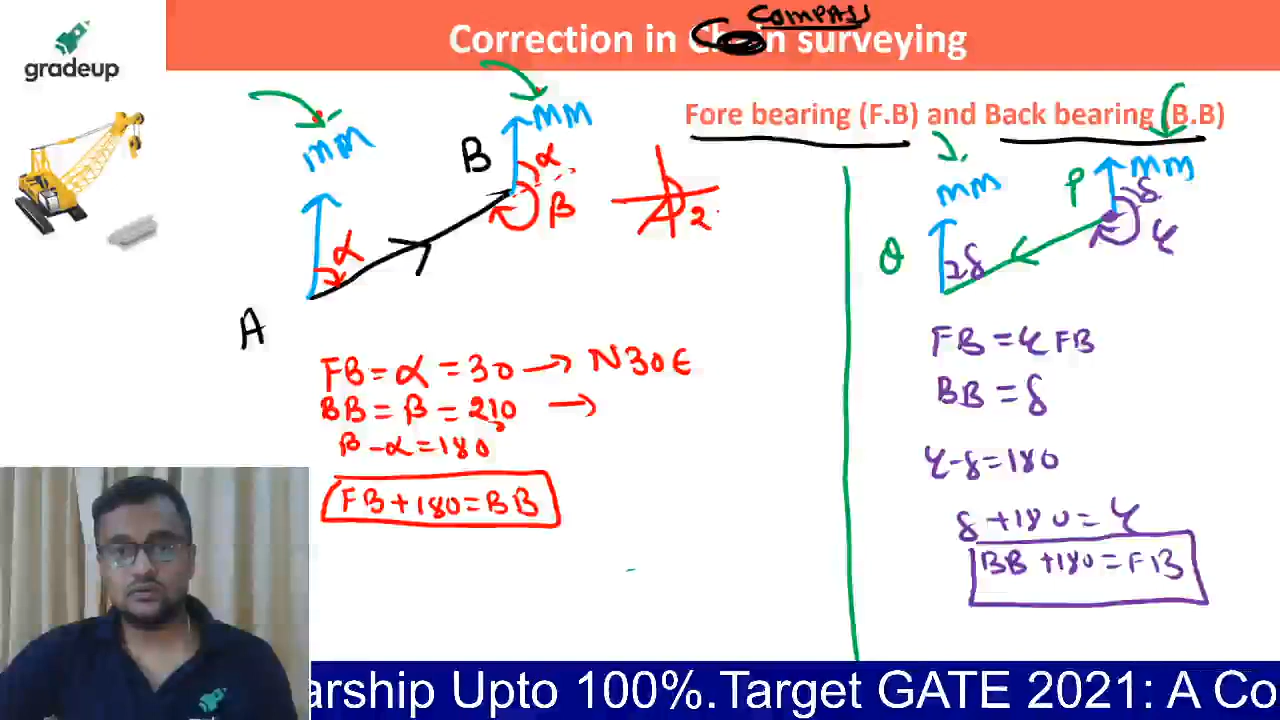 COMPASS
Correction in Chain surveying
gradeup
Fore bearing (F.B) and Back bearing (B.B)
MM
MM
MM
MM
B
α
β
2
α
A
P
δ
Q
δ
FB = α = 30 → N30E
BB = β = 210 →
β - α = 180
FB + 180 = BB
FB = FB
BB = δ
- δ = 180
δ + 180 =
BB + 180 = FB
arship Upto 100%.Target GATE 2021: A Co